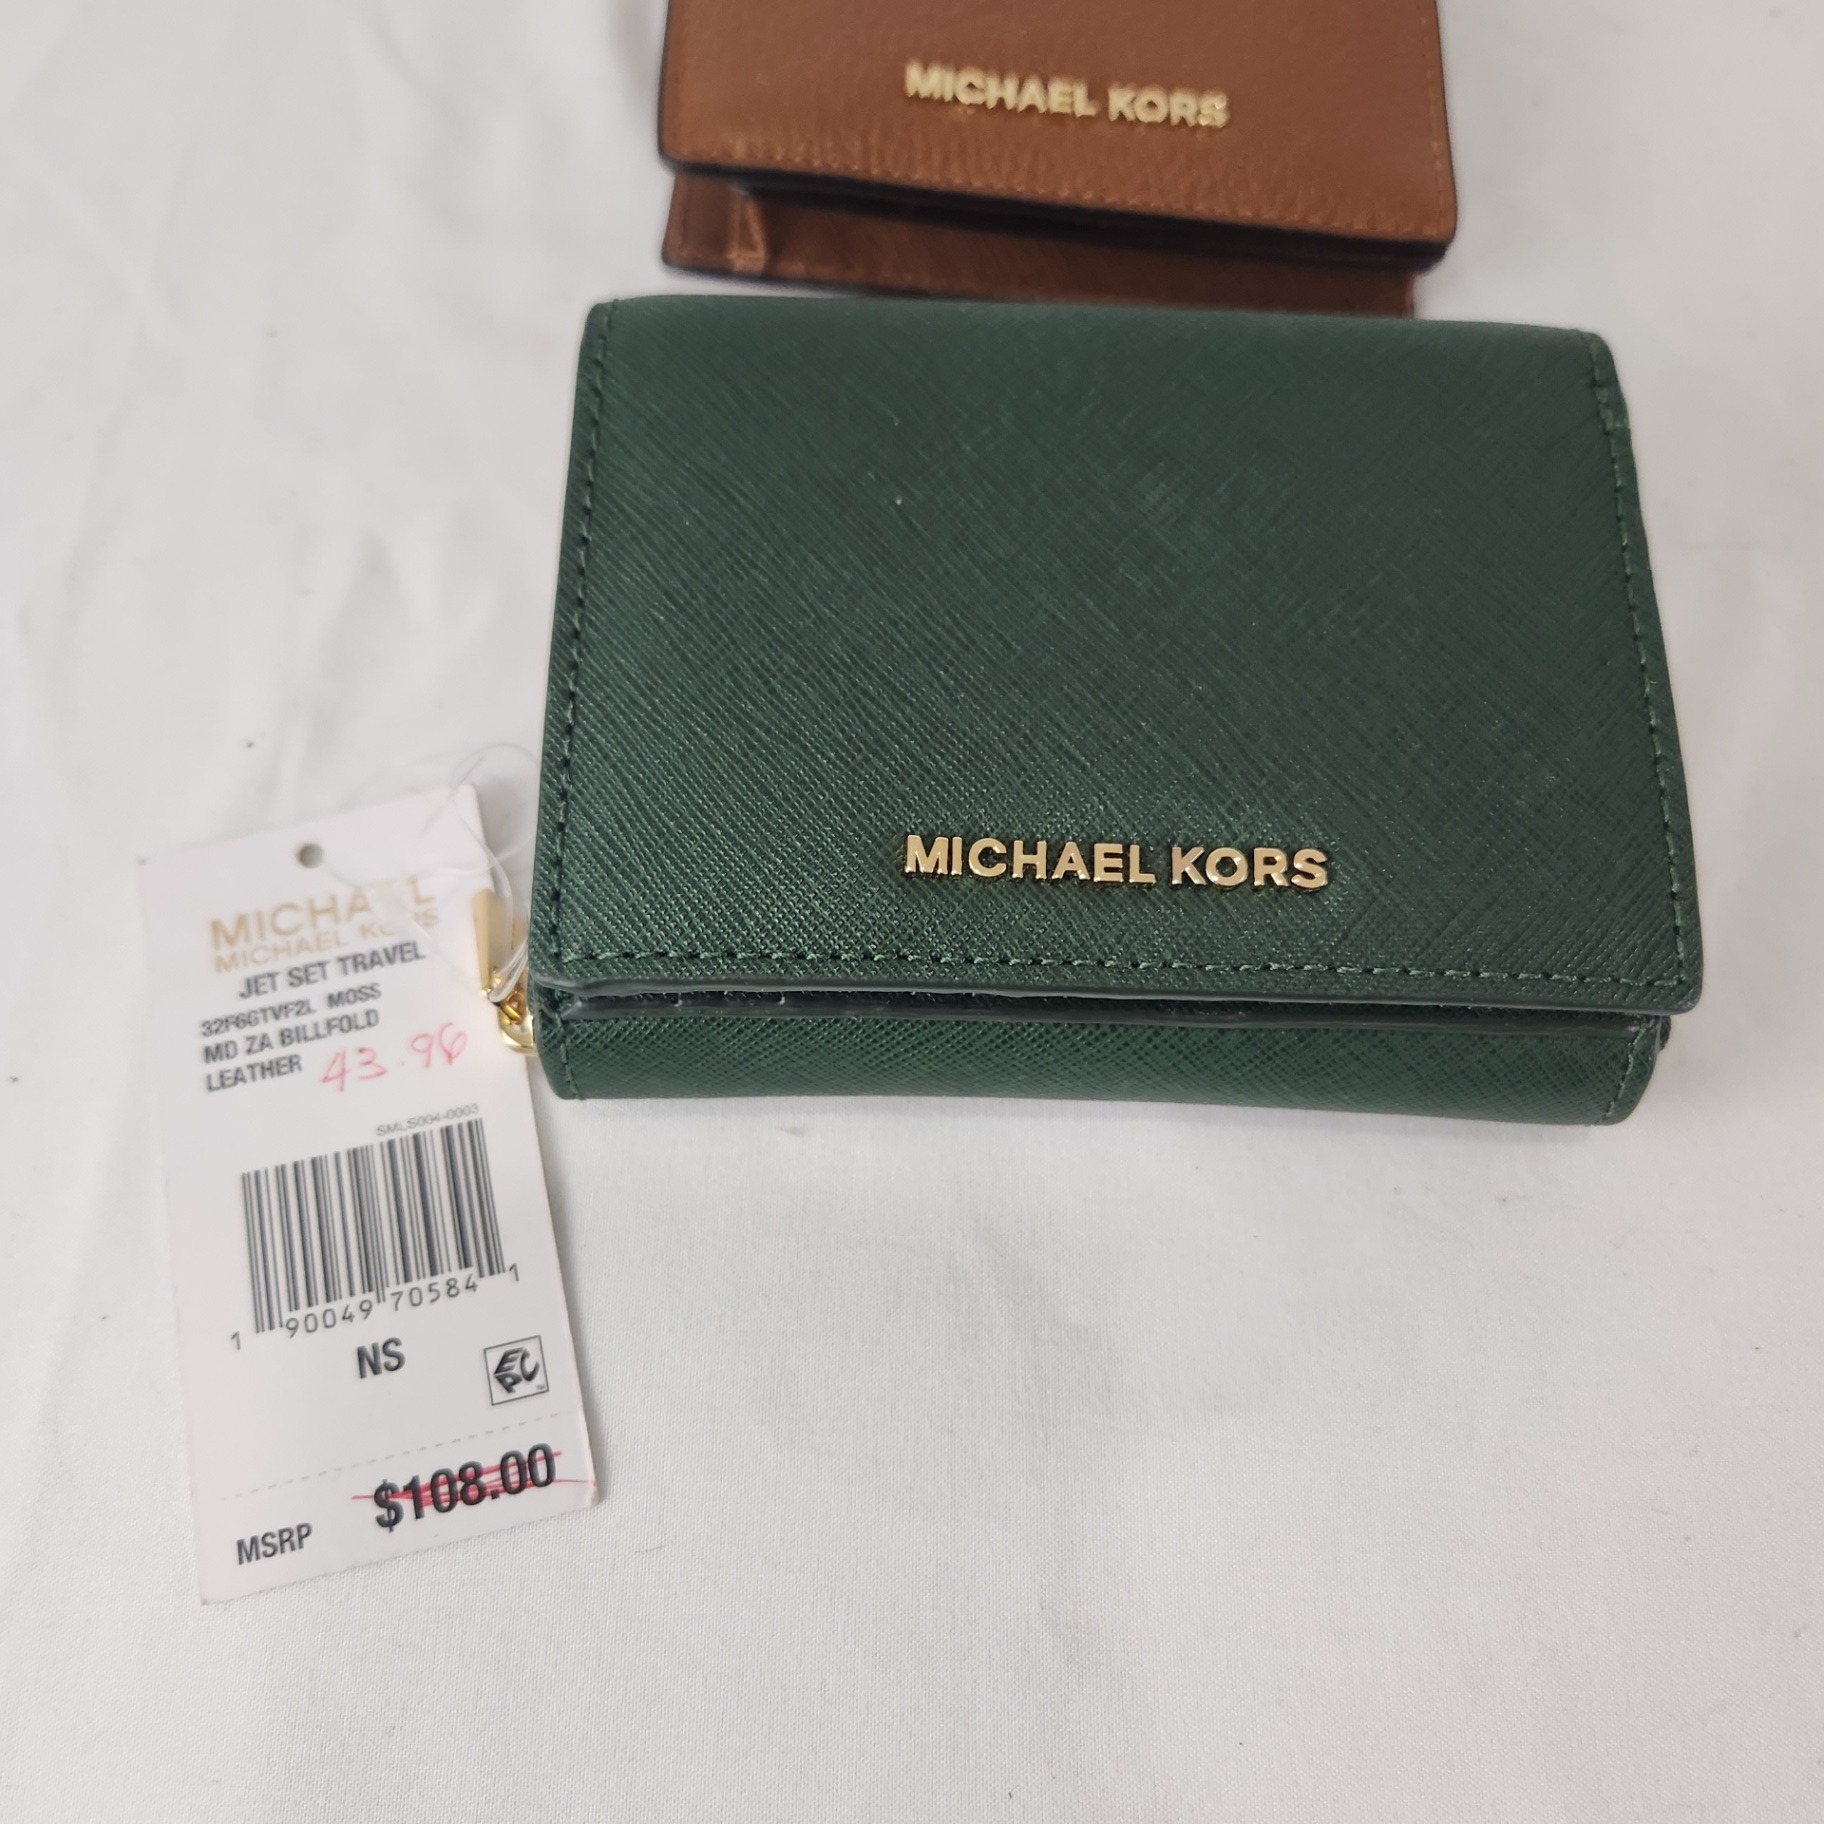 MICHAEL KORS
MICHAEL KORS
MICHAEL
MICHAEL KORS
JET SET TRAVEL
32F6GTVF2L MOSS
MD ZA BILLFOLD
LEATHER 43.96
SMLS004-0003
1 90049 70584 1
NS
EPC
MSRP $108.00